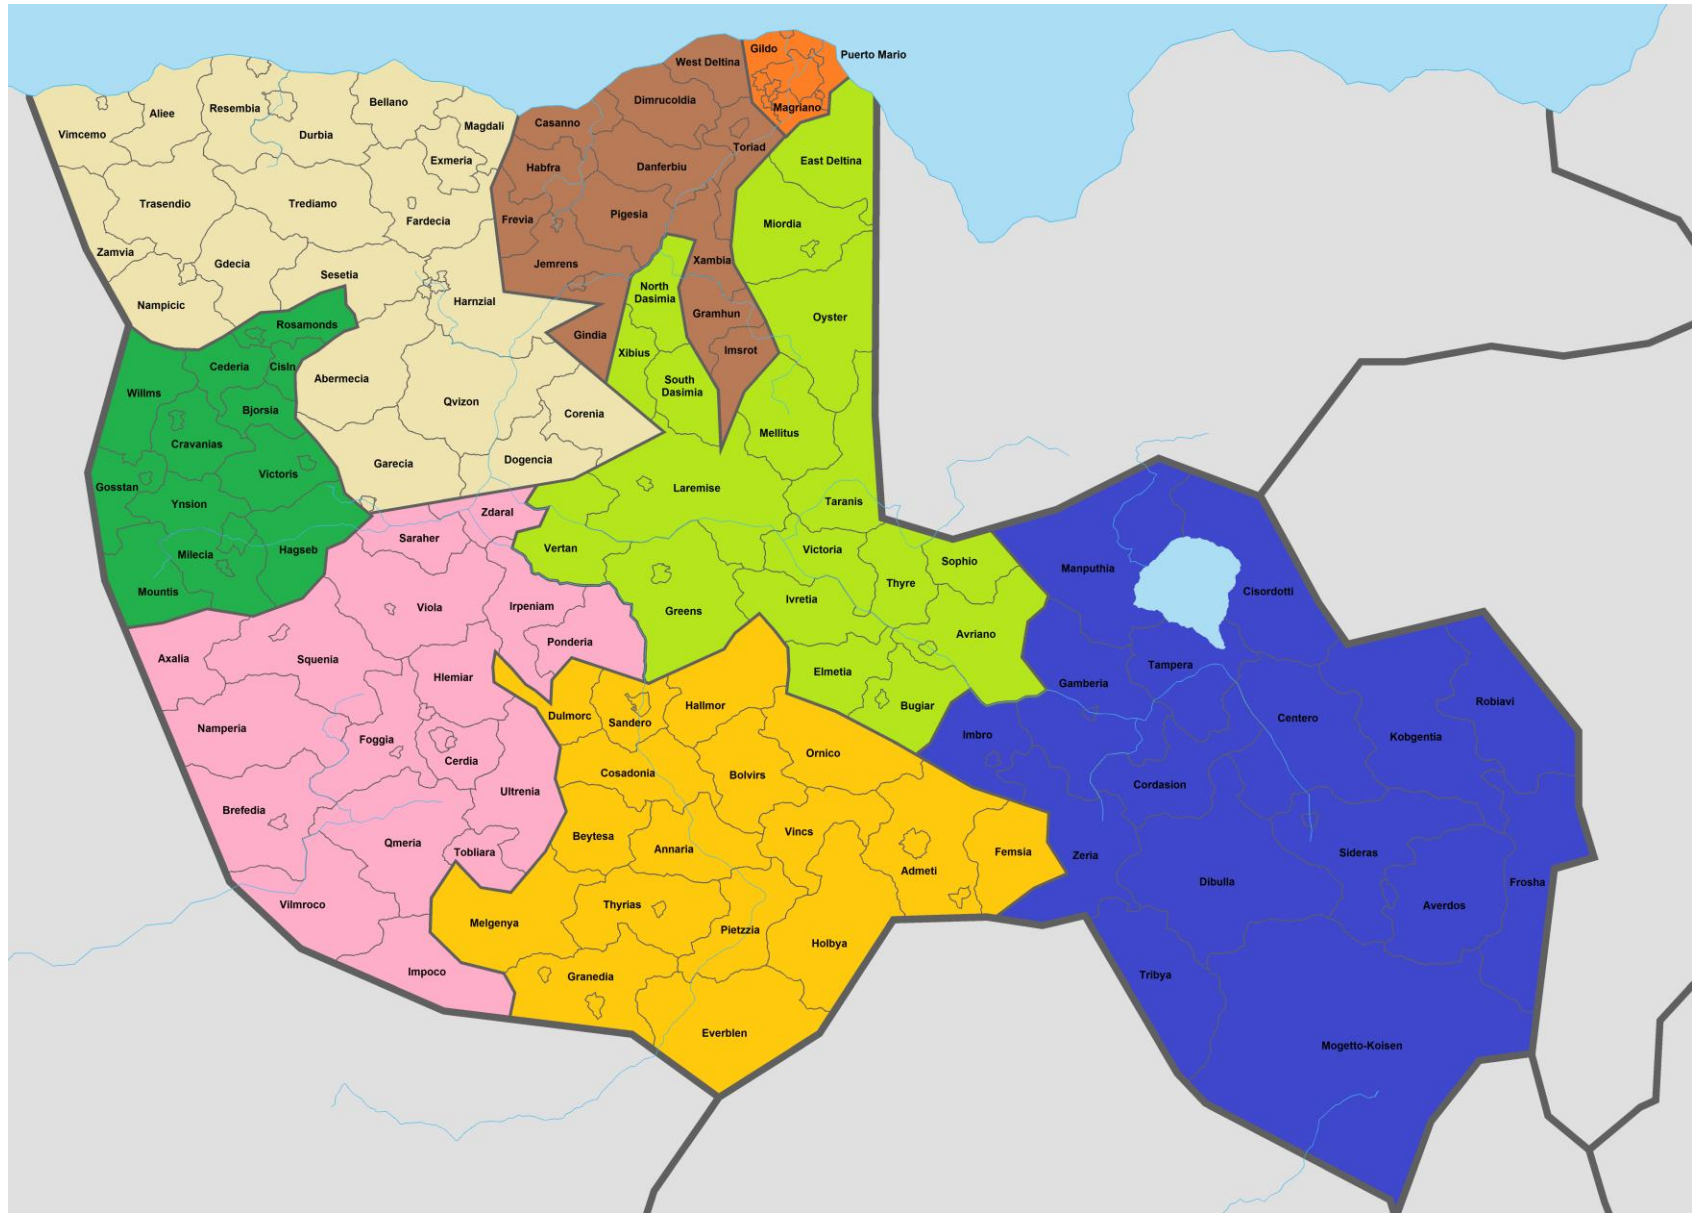 Gildo
Puerto Mario
West Deltina
Bellano
Dimrucoldia
Magriano
Resembia
Aliee
Casanno
Magdali
Vimcemo
Durbia
Toriad
Exmeria
East Deltina
Habfra
Danferbiu
Trasendio
Trediamo
Pigesia
Frevia
Fardecia
Miordia
Zamvia
Gdecia
Jemrens
Xambia
Sesetia
North
Dasimia
Harnzial
Nampicic
Gramhun
Oyster
Rosamonds
Gindia
Xibius
Imsrot
Cederia
Cisln
Abermecia
South
Dasimia
Willms
Qvizon
Bjorsia
Corenia
Mellitus
Cravanias
Garecia
Dogencia
Victoris
Gosstan
Laremise
Taranis
Ynsion
Zdaral
Saraher
Vertan
Victoria
Hagseb
Milecia
Sophio
Manputhia
Thyre
Mountis
Cisordotti
Ivretia
Viola
Irpeniam
Greens
Avriano
Ponderia
Axalia
Squenia
Tampera
Elmetia
Hlemiar
Gamberia
Robiavi
Bugiar
Hallmor
Dulmorc
Sandero
Centero
Namperia
Imbro
Kobgentia
Foggia
Ornico
Cerdia
Cosadonia
Bolvirs
Cordasion
Ultrenia
Brefedia
Vincs
Beytesa
Qmeria
Annaria
Tobliara
Femsia
Zeria
Sideras
Admeti
Dibulla
Frosha
Vilmroco
Thyrias
Averdos
Melgenya
Pietzzia
Holbya
Impoco
Granedia
Tribya
Everblen
Mogetto-Koisen